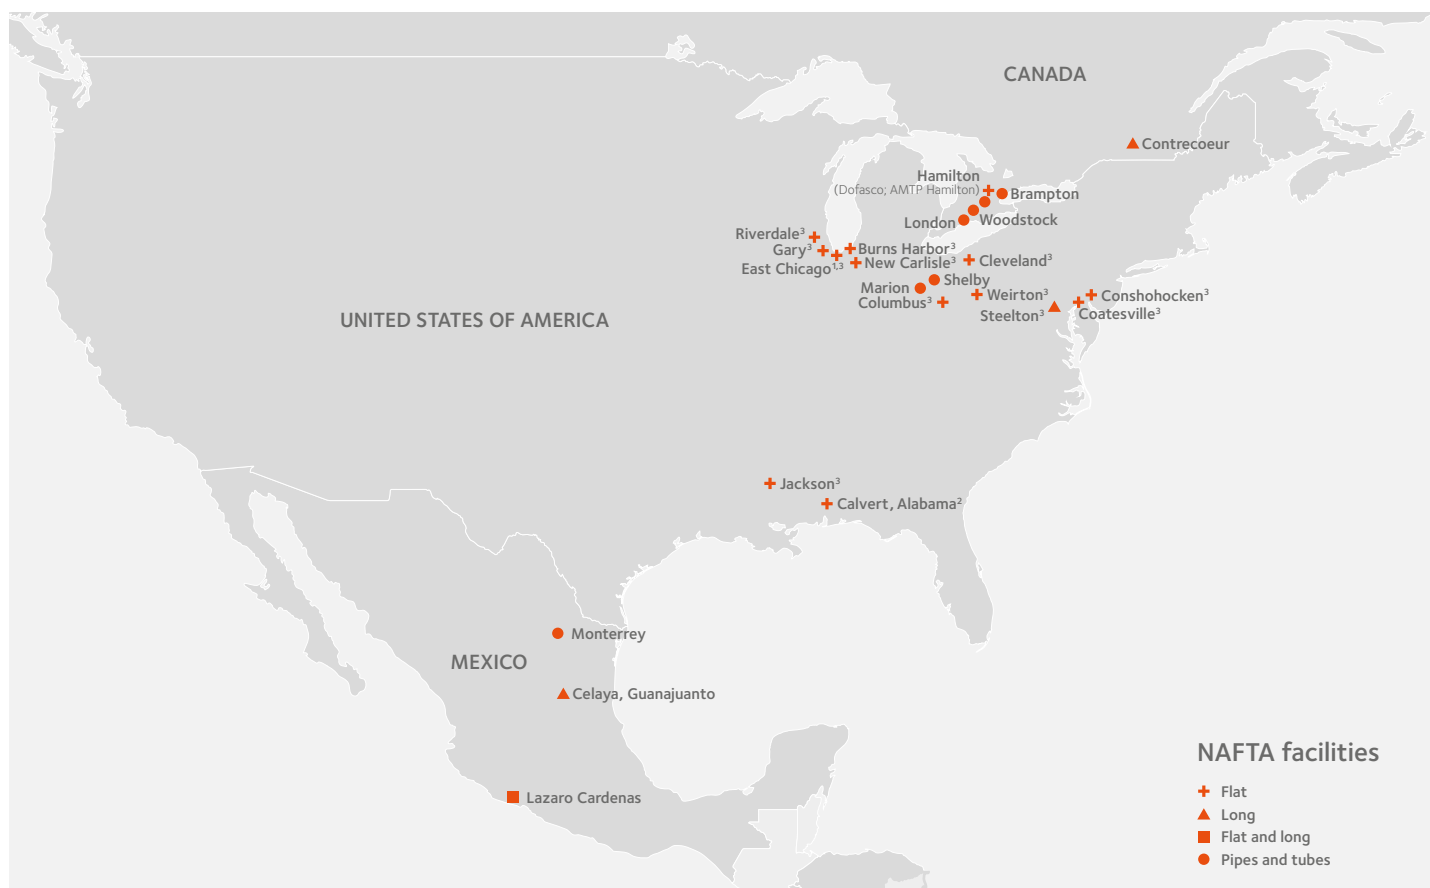 CANADA
Contrecoeur
Hamilton
(Dofasco; AMTP Hamilton)
Brampton
London
Woodstock
Riverdale³
Gary³
Burns Harbor³
East Chicago¹,³
New Carlisle³
Cleveland³
Shelby
Marion
Columbus³
Weirton³
Conshohocken³
Steelton³
Coatesville³
UNITED STATES OF AMERICA
Jackson³
Calvert, Alabama²
Monterrey
MEXICO
Celaya, Guanajuanto
Lazaro Cardenas
NAFTA facilities
Flat
Long
Flat and long
Pipes and tubes